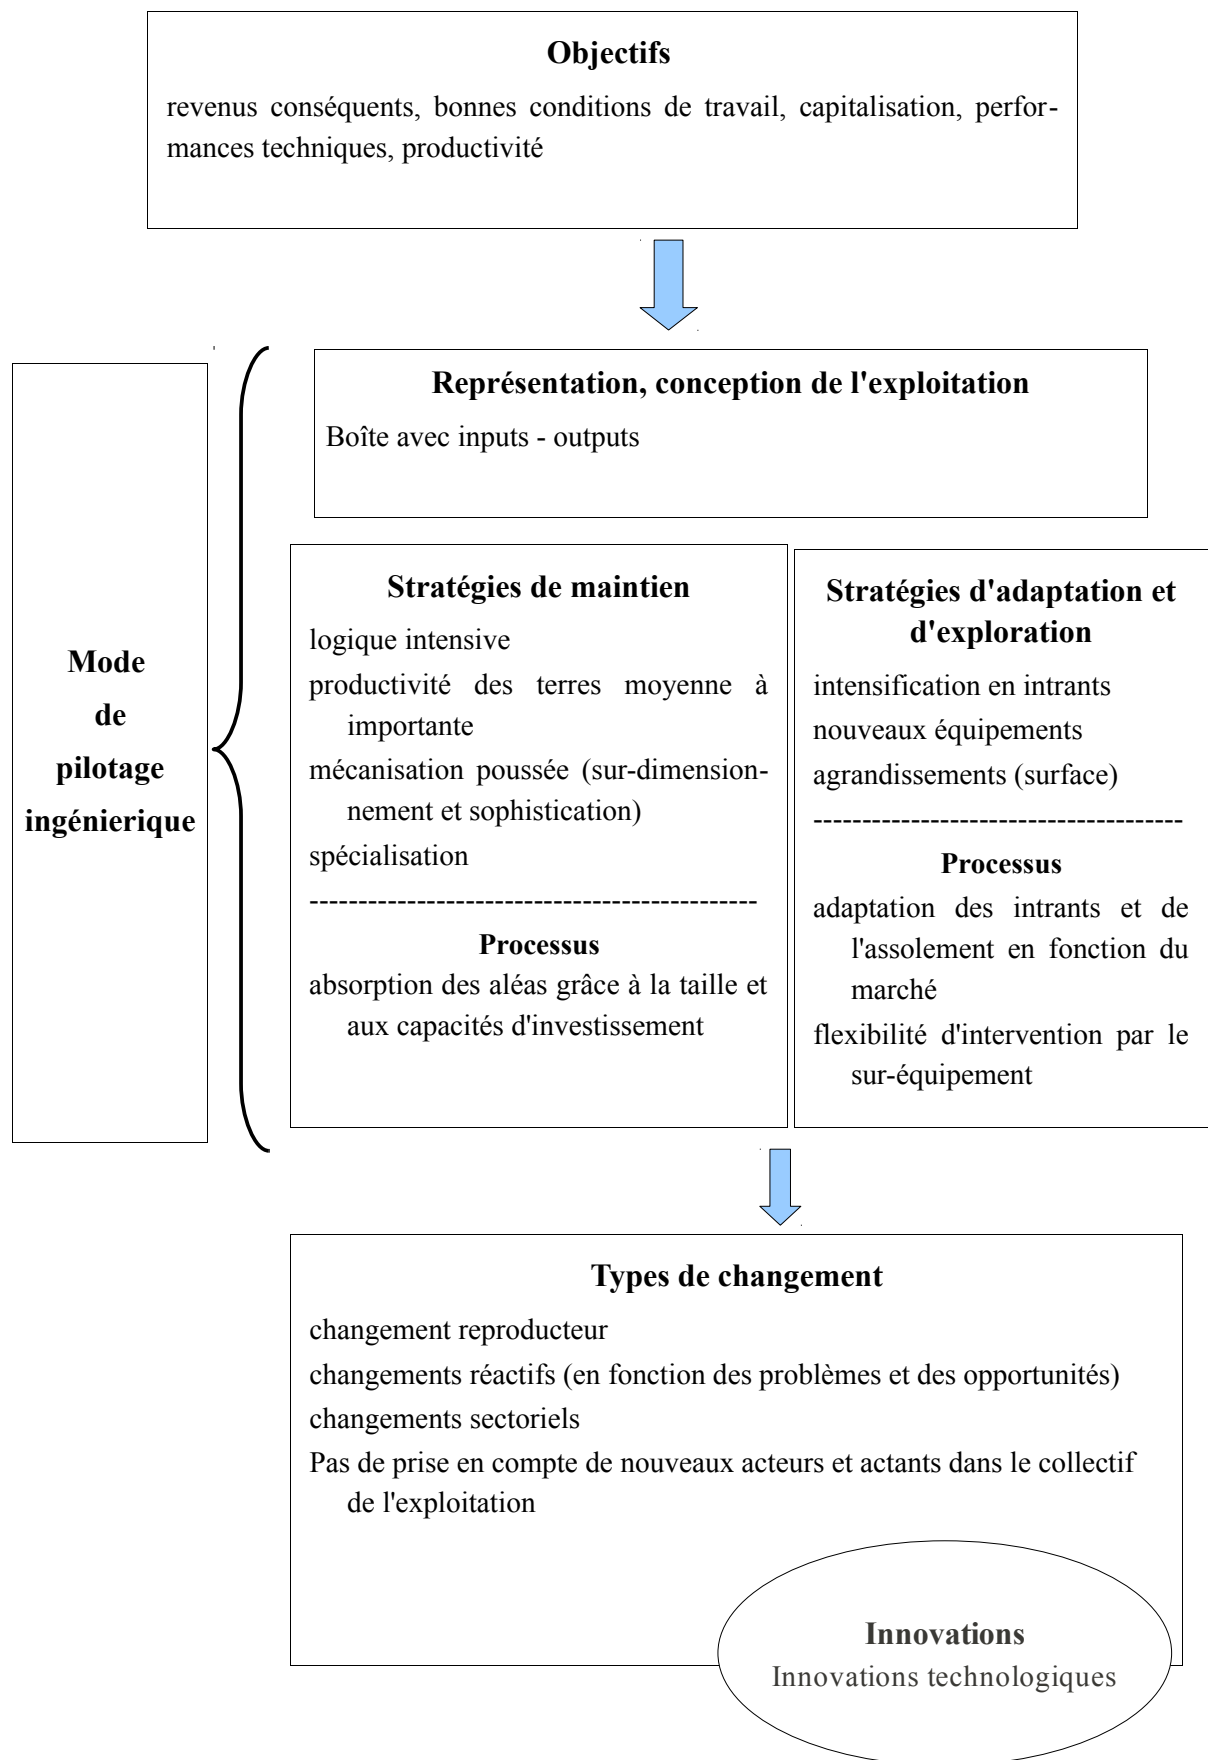 Objectifs
revenus conséquents, bonnes conditions de travail, capitalisation, perfor-
mances techniques, productivité
Mode
de
pilotage
ingénierique
Représentation, conception de l'exploitation
Boîte avec inputs - outputs
Stratégies de maintien
logique intensive
productivité des terres moyenne à
importante
mécanisation poussée (sur-dimension-
nement et sophistication)
spécialisation
----------------------------------------------
Processus
absorption des aléas grâce à la taille et
aux capacités d'investissement
Stratégies d'adaptation et
d'exploration
intensification en intrants
nouveaux équipements
agrandissements (surface)
--------------------------------------
Processus
adaptation des intrants et de
l'assolement en fonction du
marché
flexibilité d'intervention par le
sur-équipement
Types de changement
changement reproducteur
changements réactifs (en fonction des problèmes et des opportunités)
changements sectoriels
Pas de prise en compte de nouveaux acteurs et actants dans le collectif
de l'exploitation
Innovations
Innovations technologiques